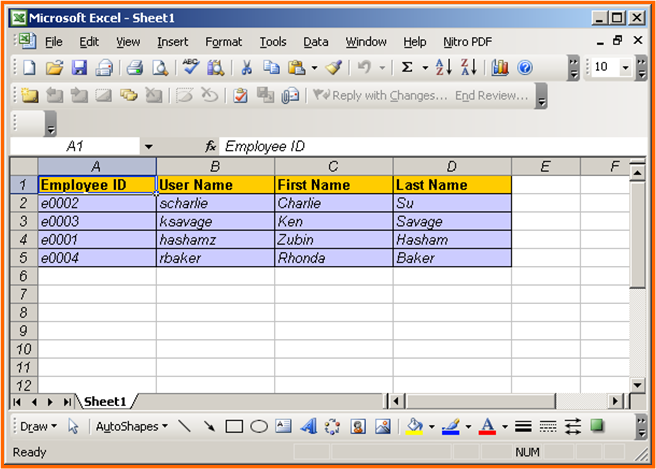 Microsoft Excel - Sheet1
File Edit View Insert Format Tools Data Window Help Nitro PDF
10
Reply with Changes... End Review...
A1 fx Employee ID
A B C D E F
1 Employee ID User Name First Name Last Name
2 e0002 scharlie Charlie Su
3 e0003 ksavage Ken Savage
4 e0001 hashamz Zubin Hasham
5 e0004 rbaker Rhonda Baker
6
7
8
9
10
11
12
Sheet1
Draw AutoShapes
Ready NUM